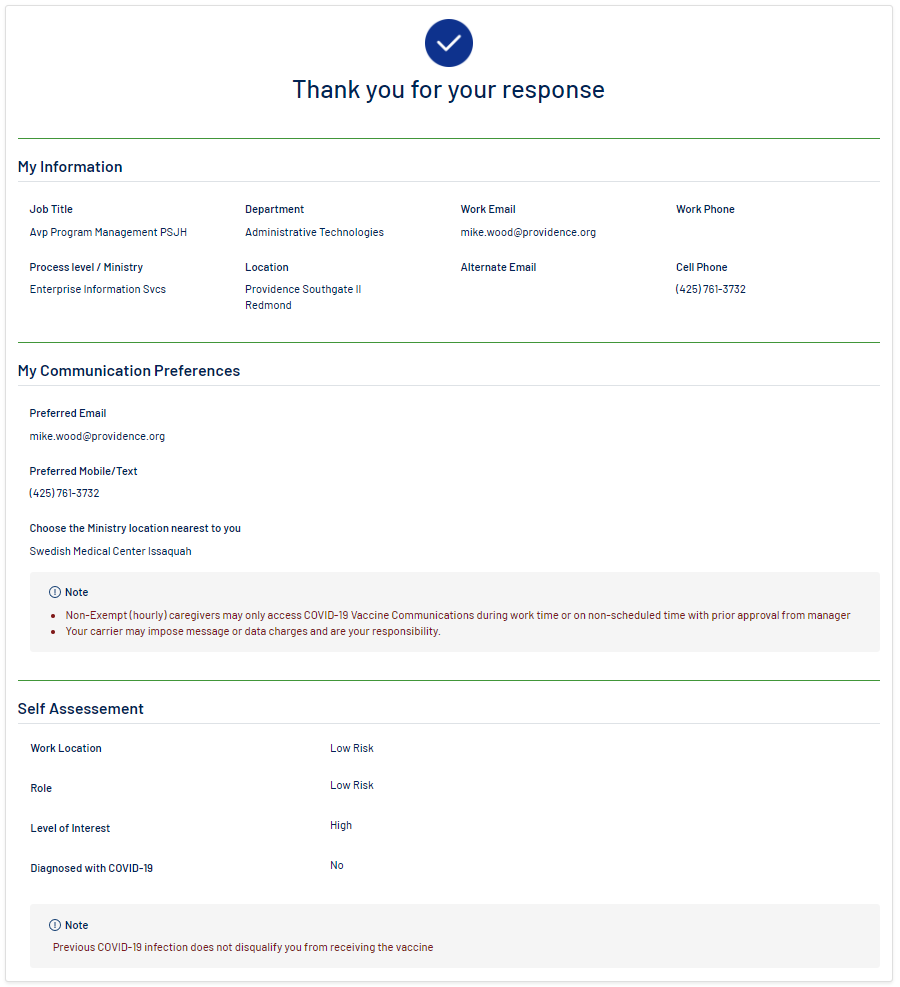 Thank you for your response
My Information
Job Title
Department
Work Email
Work Phone
Avp Program Management PSJH
Administrative Technologies
mike.wood@providence.org
Process level / Ministry
Location
Alternate Email
Cell Phone
Enterprise Information Svcs
Providence Southgate II
Redmond
(425) 761-3732
My Communication Preferences
Preferred Email
mike.wood@providence.org
Preferred Mobile/Text
(425) 761-3732
Choose the Ministry location nearest to you
Swedish Medical Center Issaquah
Note
Non-Exempt (hourly) caregivers may only access COVID-19 Vaccine Communications during work time or on non-scheduled time with prior approval from manager
Your carrier may impose message or data charges and are your responsibility.
Self Assessement
Work Location Low Risk
Role Low Risk
Level of Interest High
Diagnosed with COVID-19 No
Note
Previous COVID-19 infection does not disqualify you from receiving the vaccine